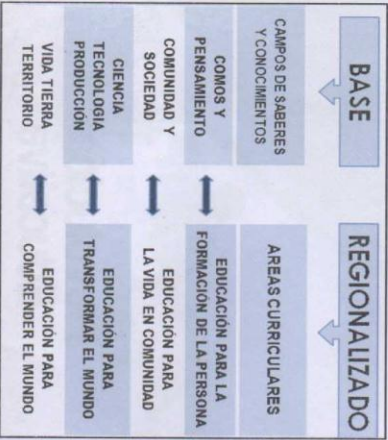 BASE
REGIONALIZADO
CAMPOS DE SABERES
Y CONOCIMIENTOS
AREAS CURRICULARES
COMOS Y
PENSAMIENTO
EDUCACIÓN PARA LA
FORMACIÓN DE LA PERSONA
COMUNIDAD Y
SOCIEDAD
EDUCACIÓN PARA
LA VIDA EN COMUNIDAD
CIENCIA
TECNOLOGIA
PRODUCCIÓN
EDUCACIÓN PARA
TRANSFORMAR EL MUNDO
VIDA TIERRA
TERRITORIO
EDUCACIÓN PARA
COMPRENDER EL MUNDO